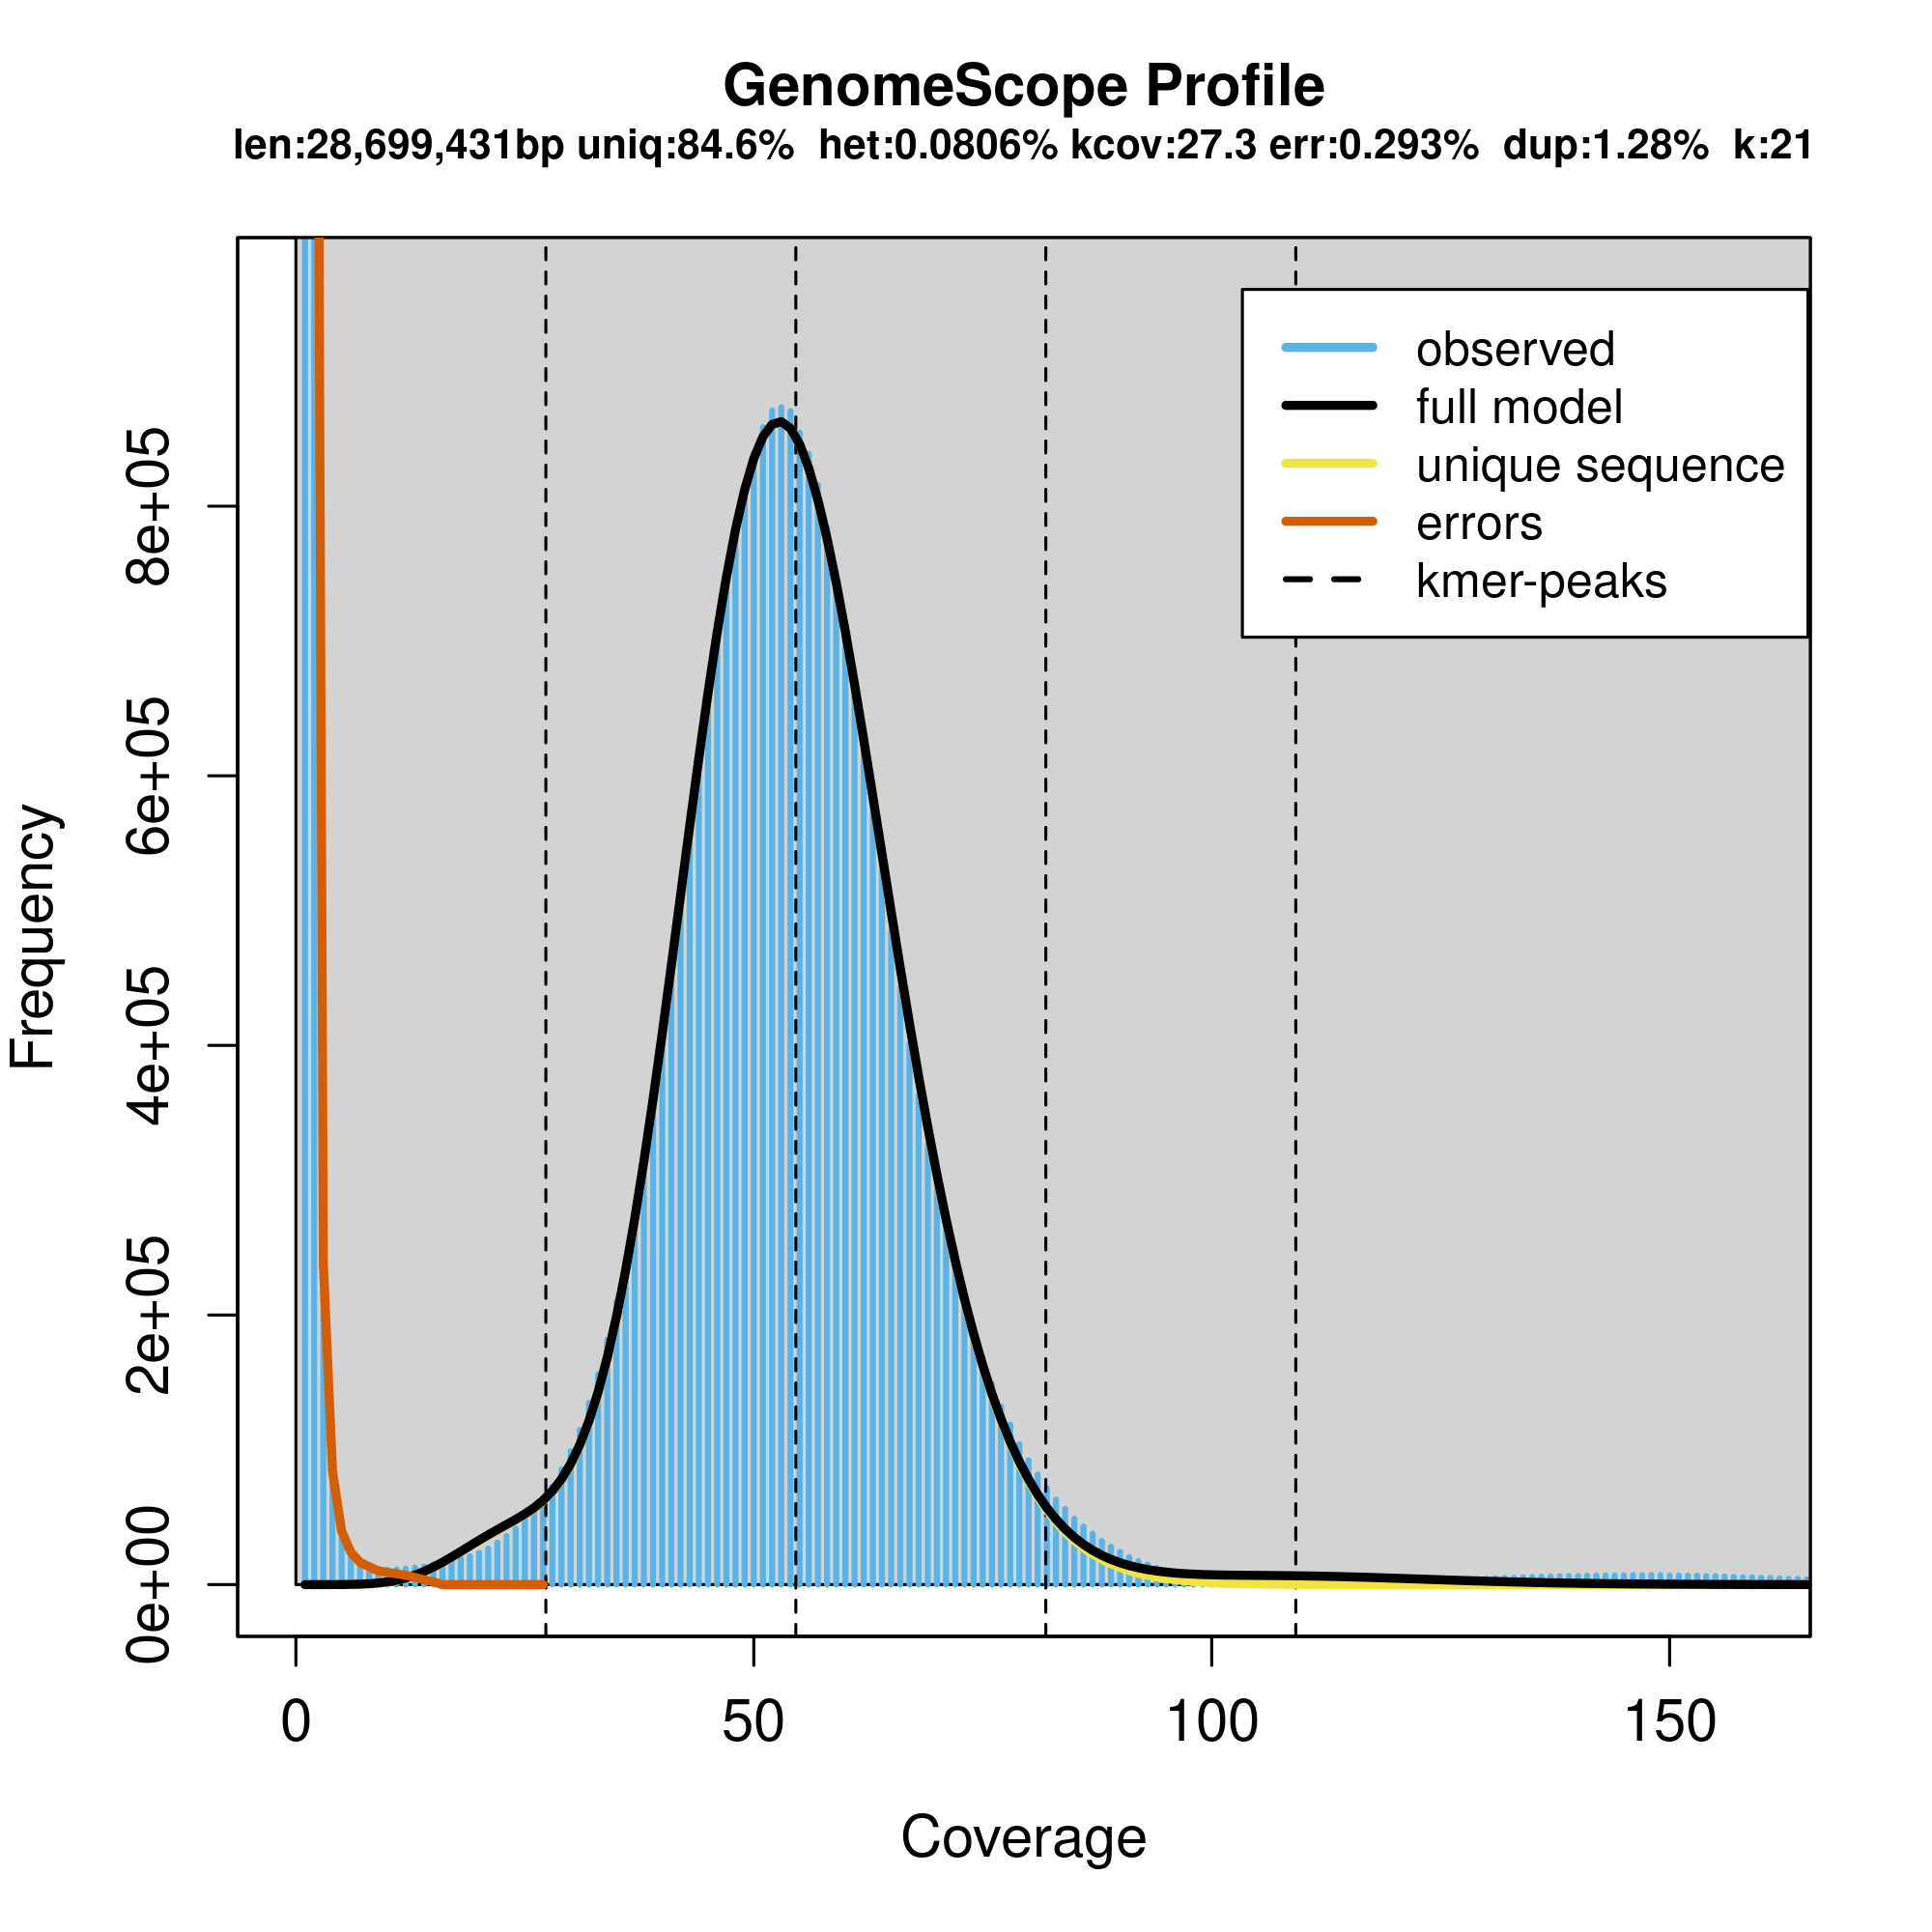 GenomeScope Profile
len:28,699,431bp uniq:84.6% het:0.0806% kcov:27.3 err:0.293% dup:1.28% k:21
observed
full model
unique sequence
errors
kmer-peaks
Frequency
8e+05
6e+05
4e+05
2e+05
0e+00
0 50 100 150
Coverage